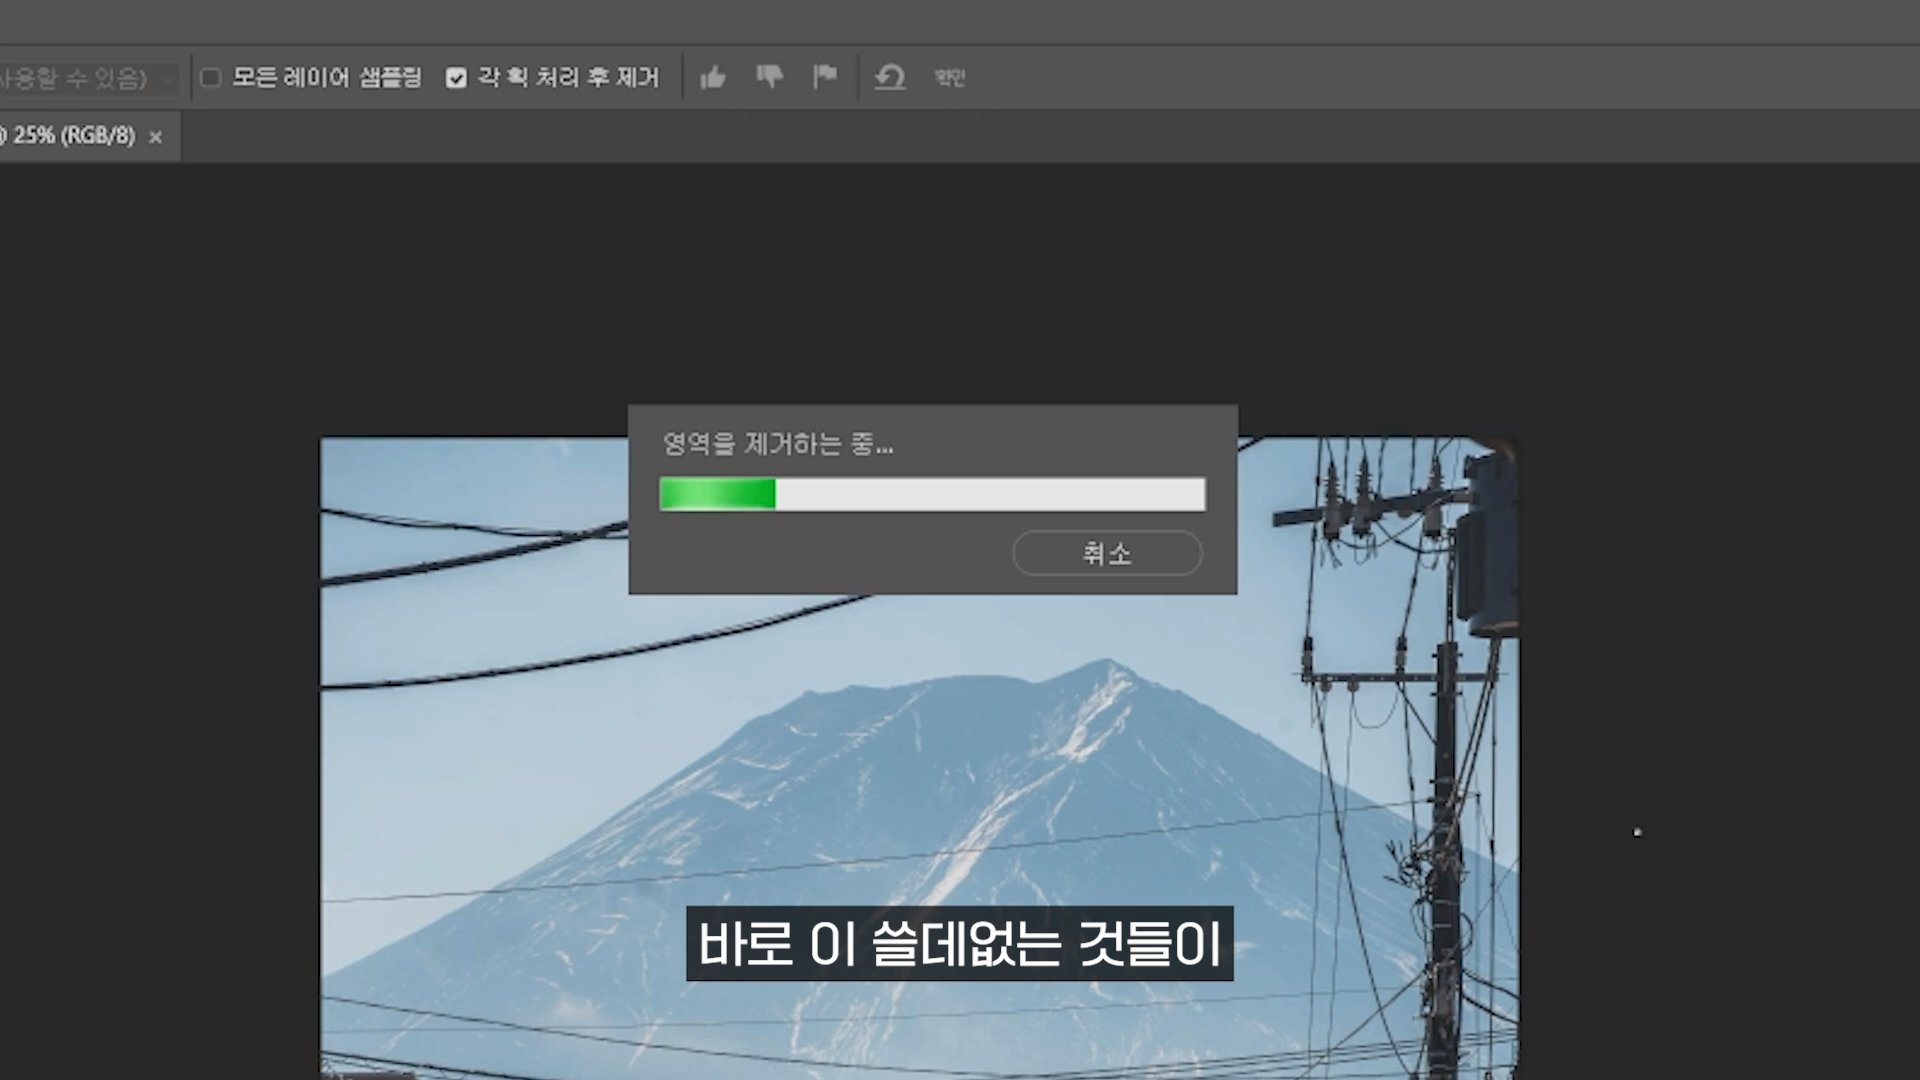 사용할 수 있음) 모든 레이어 샘플링 각 획 처리 후 제거 확인
@ 25% (RGB/8) ×
영역을 제거하는 중...
취소
바로 이 쓸데없는 것들이